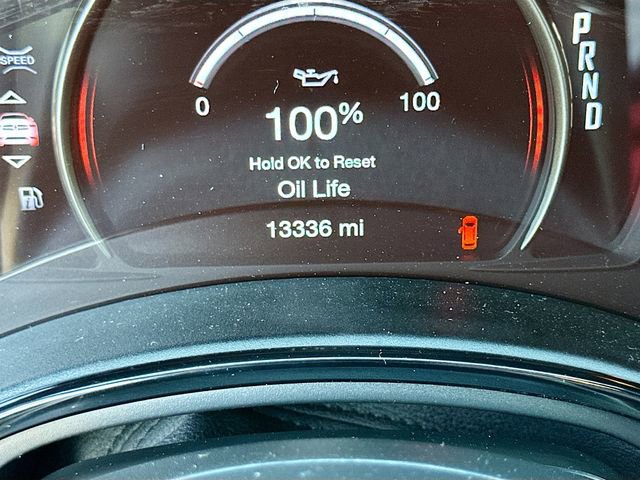 SPEED
P
R
N
D
0
100
100%
Hold OK to Reset
Oil Life
13336 mi